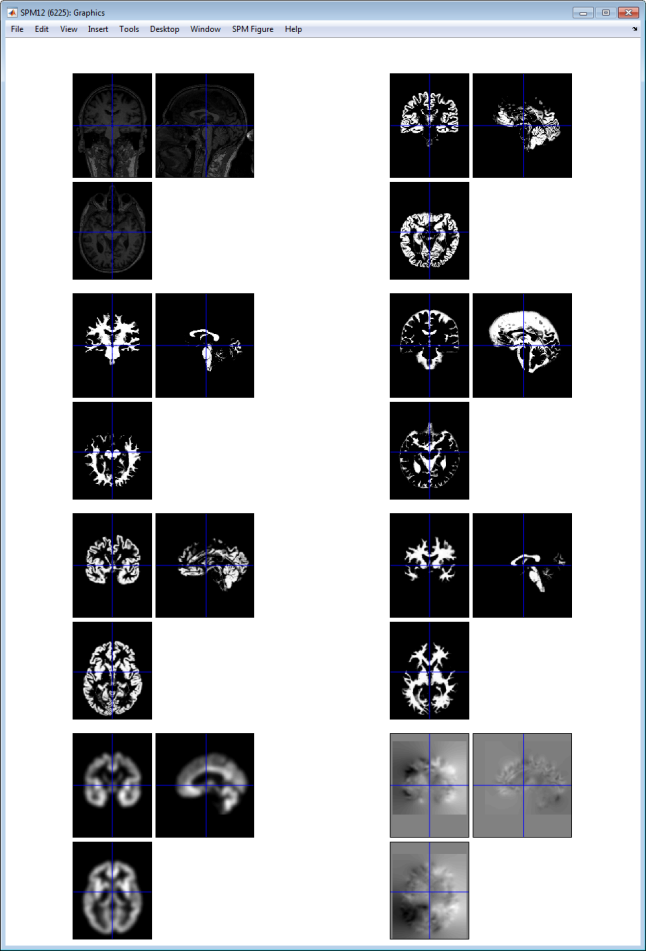 SPM12 (6225): Graphics
File Edit View Insert Tools Desktop Window SPM Figure Help